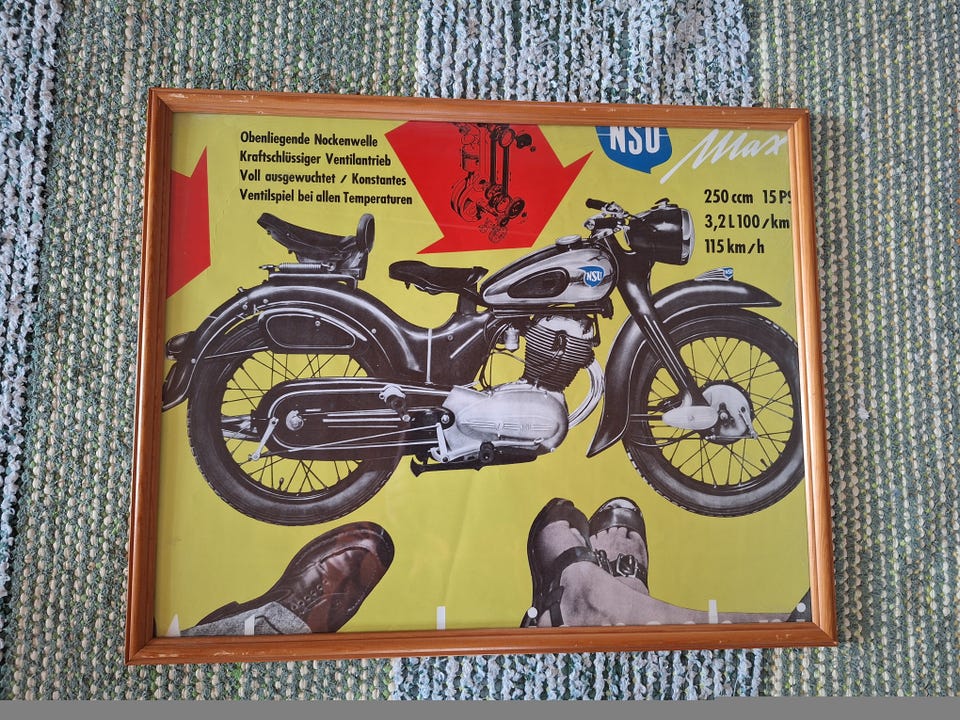 Obenliegende Nockenwelle
Kraftschlüssiger Ventilantrieb
Voll ausgewuchtet / Konstantes
Ventilspiel bei allen Temperaturen
NSU
Max
250 ccm 15 PS
3,2 L 100/km
115 km/h
NSU
NSU